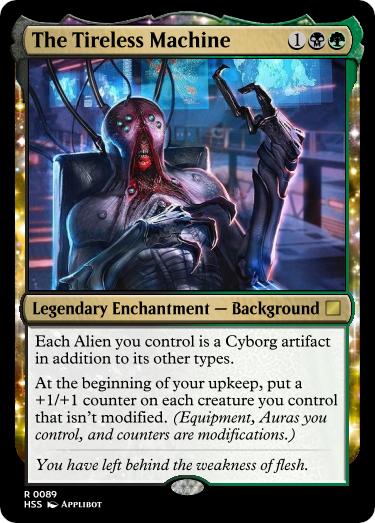 The Tireless Machine 1
Legendary Enchantment — Background
Each Alien you control is a Cyborg artifact
in addition to its other types.
At the beginning of your upkeep, put a
+1/+1 counter on each creature you
control that isn't modified. (Equipment, Auras you
control, and counters are modifications.)
You have left behind the weakness of flesh.
R 0089
HSS APPLIBOT